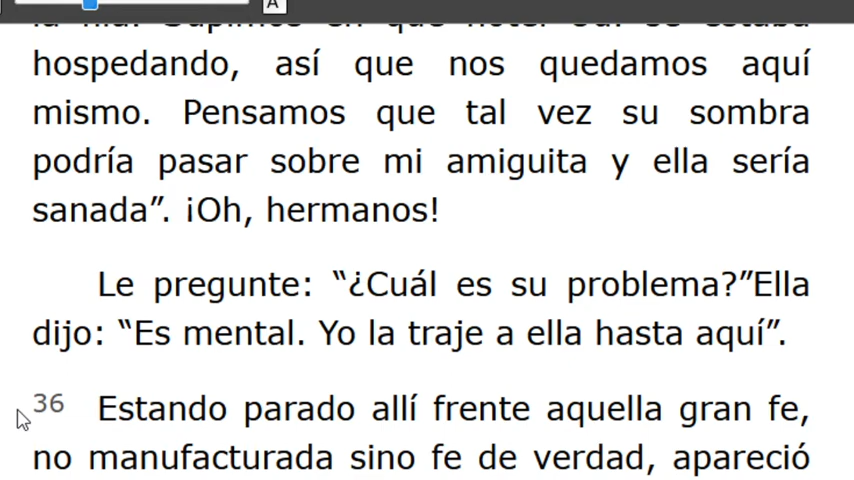 hospedando, así que nos quedamos aquí
mismo. Pensamos que tal vez su sombra
podría pasar sobre mi amiguita y ella sería
sanada”. ¡Oh, hermanos!
Le pregunte: “¿Cuál es su problema?”Ella
dijo: “Es mental. Yo la traje a ella hasta aquí”.
36 Estando parado allí frente aquella gran fe,
no manufacturada sino fe de verdad, apareció